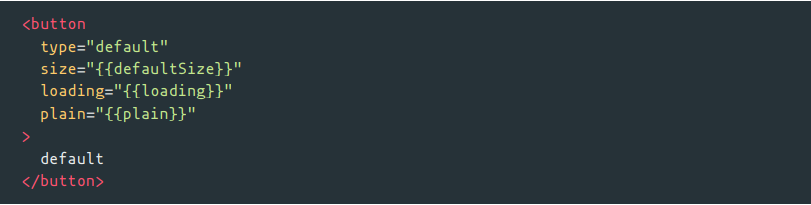 <button
  type="default"
  size="{{defaultSize}}"
  loading="{{loading}}"
  plain="{{plain}}"
>
  default
</button>